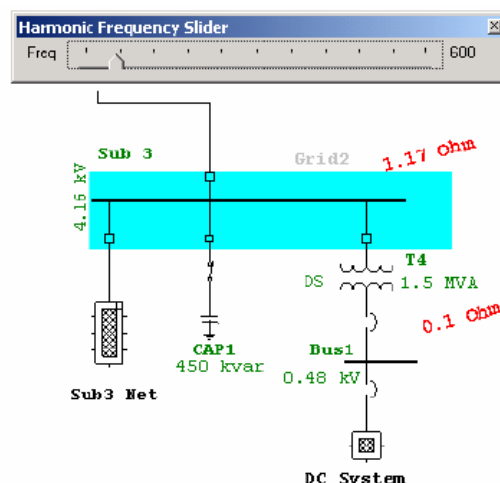 Harmonic Frequency Slider
Freq 600
Sub 3
Grid2
1.17 Ohm
4.16 kV
T4
DS
1.5 MVA
0.1 Ohm
CAP1
450 kvar
Bus1
0.48 kV
Sub3 Net
DC System